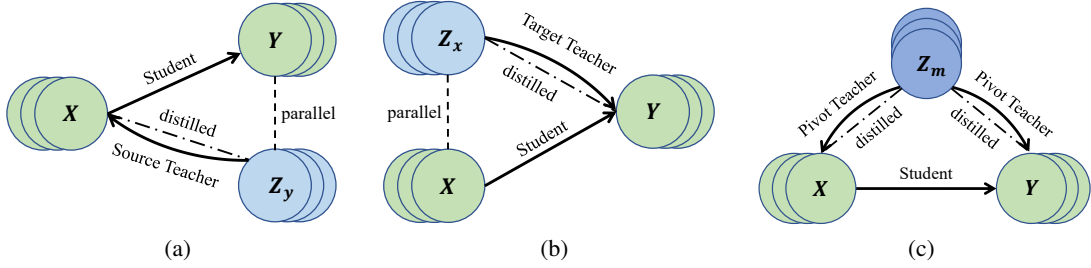 Y
Student
X
distilled
parallel
Source Teacher
Z_y
(a)
Z_x
Target Teacher
distilled
parallel
Y
Student
X
(b)
Z_m
Pivot Teacher
Pivot Teacher
distilled
distilled
X
Student
Y
(c)